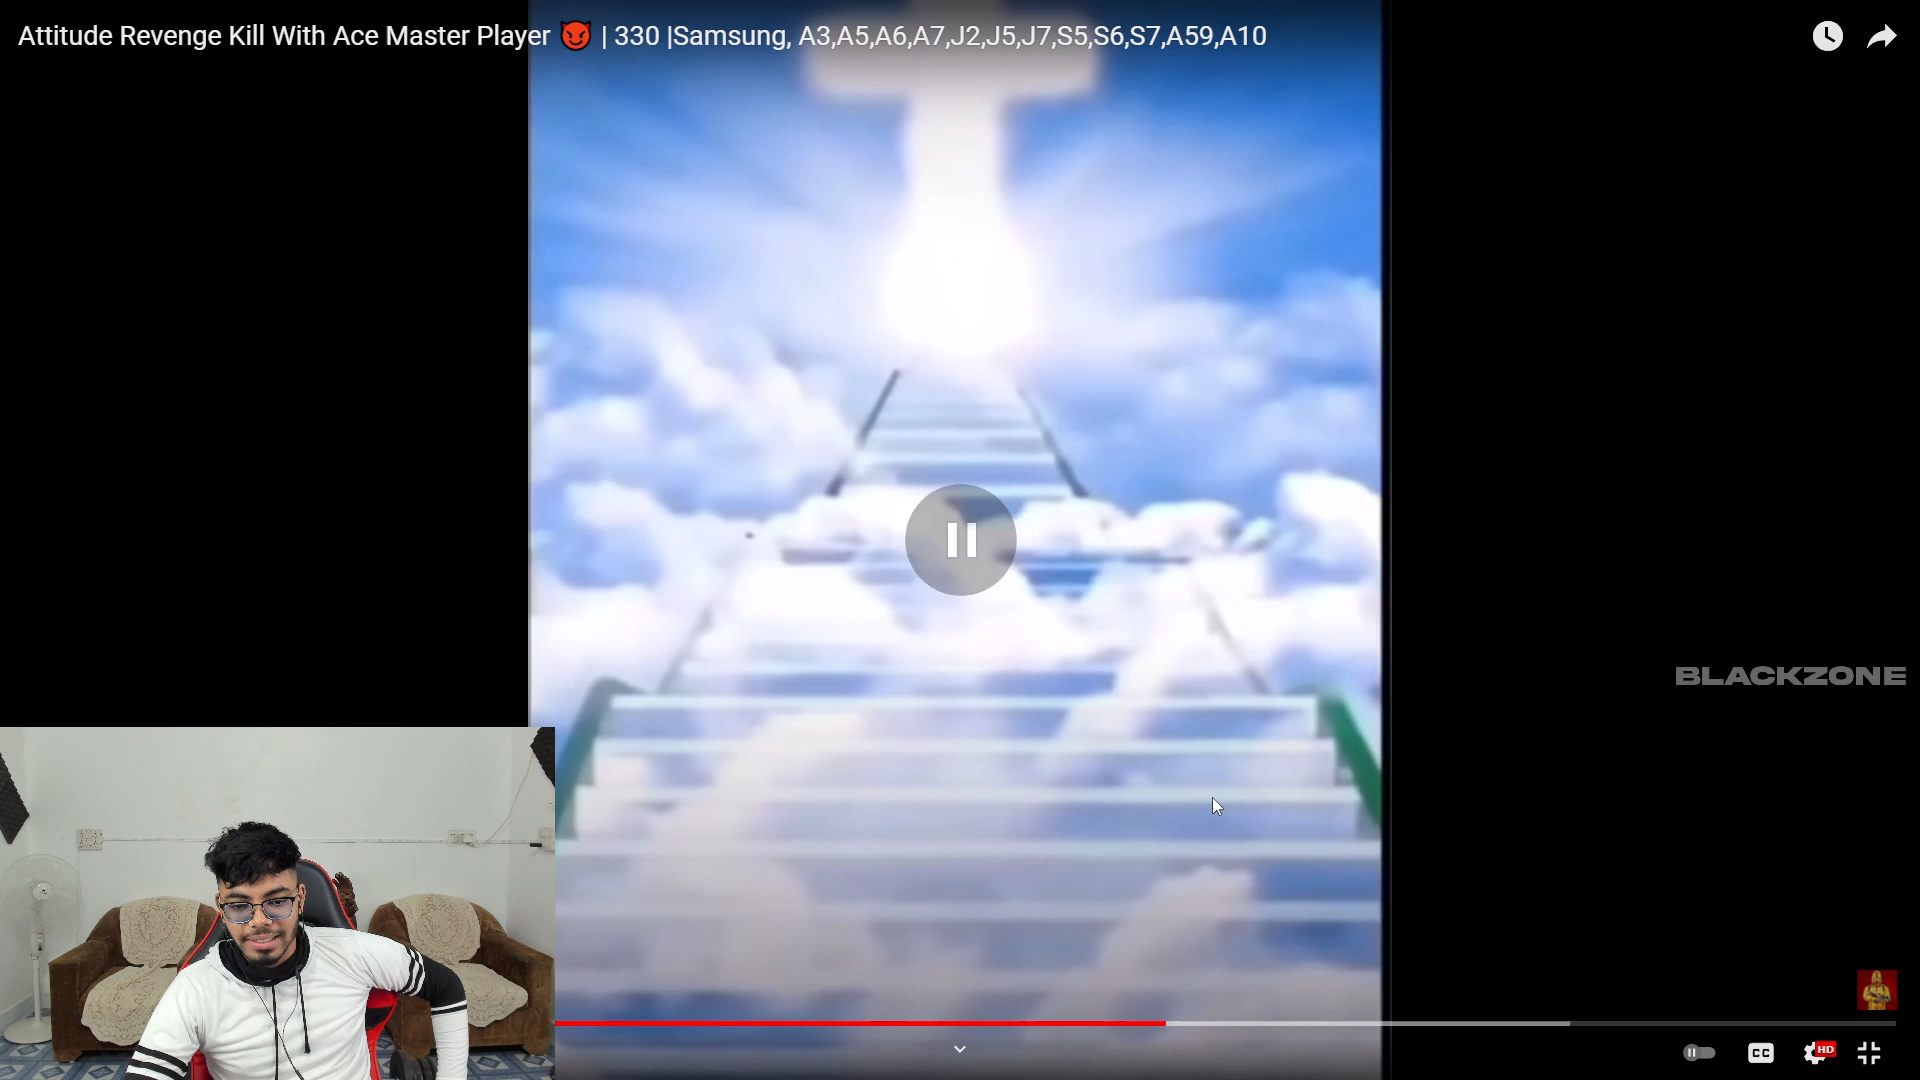 Attitude Revenge Kill With Ace Master Player 😈 | 330 |Samsung, A3,A5,A6,A7,J2,J5,J7,S5,S6,S7,A59,A10
BLACKZONE
CC
HD